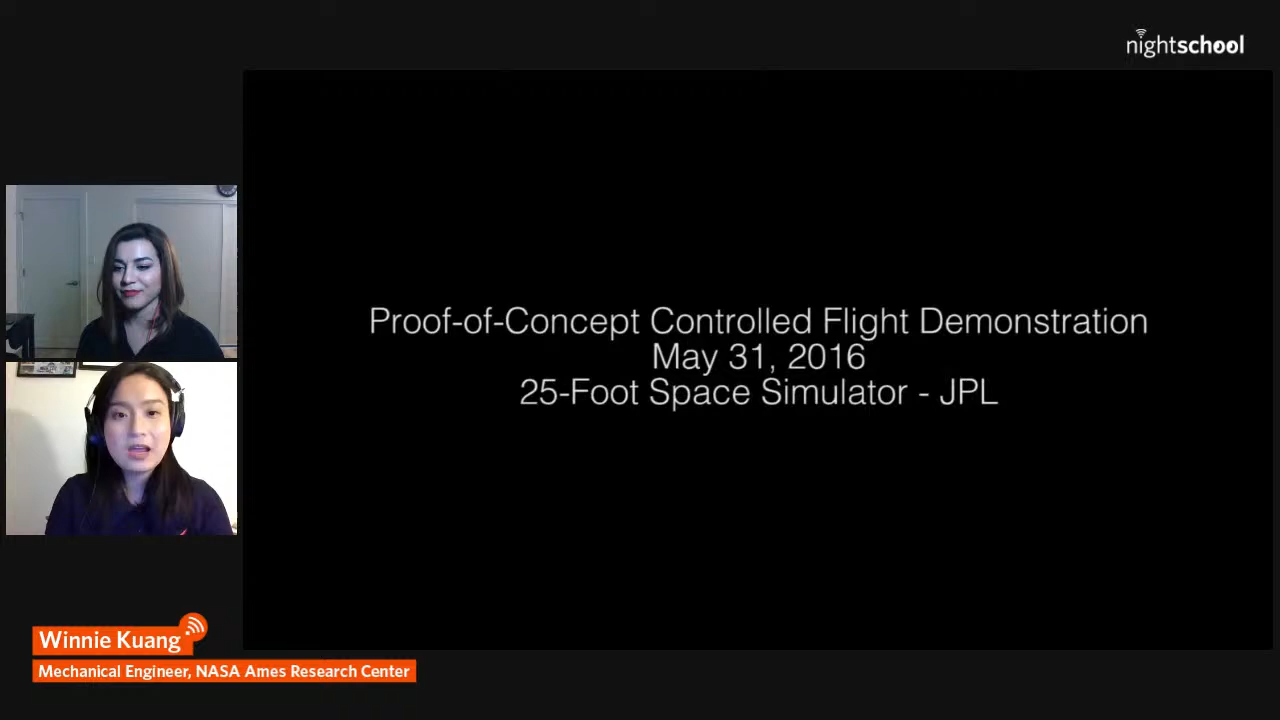 nightschool
Proof-of-Concept Controlled Flight Demonstration
May 31, 2016
25-Foot Space Simulator - JPL
Winnie Kuang
Mechanical Engineer, NASA Ames Research Center